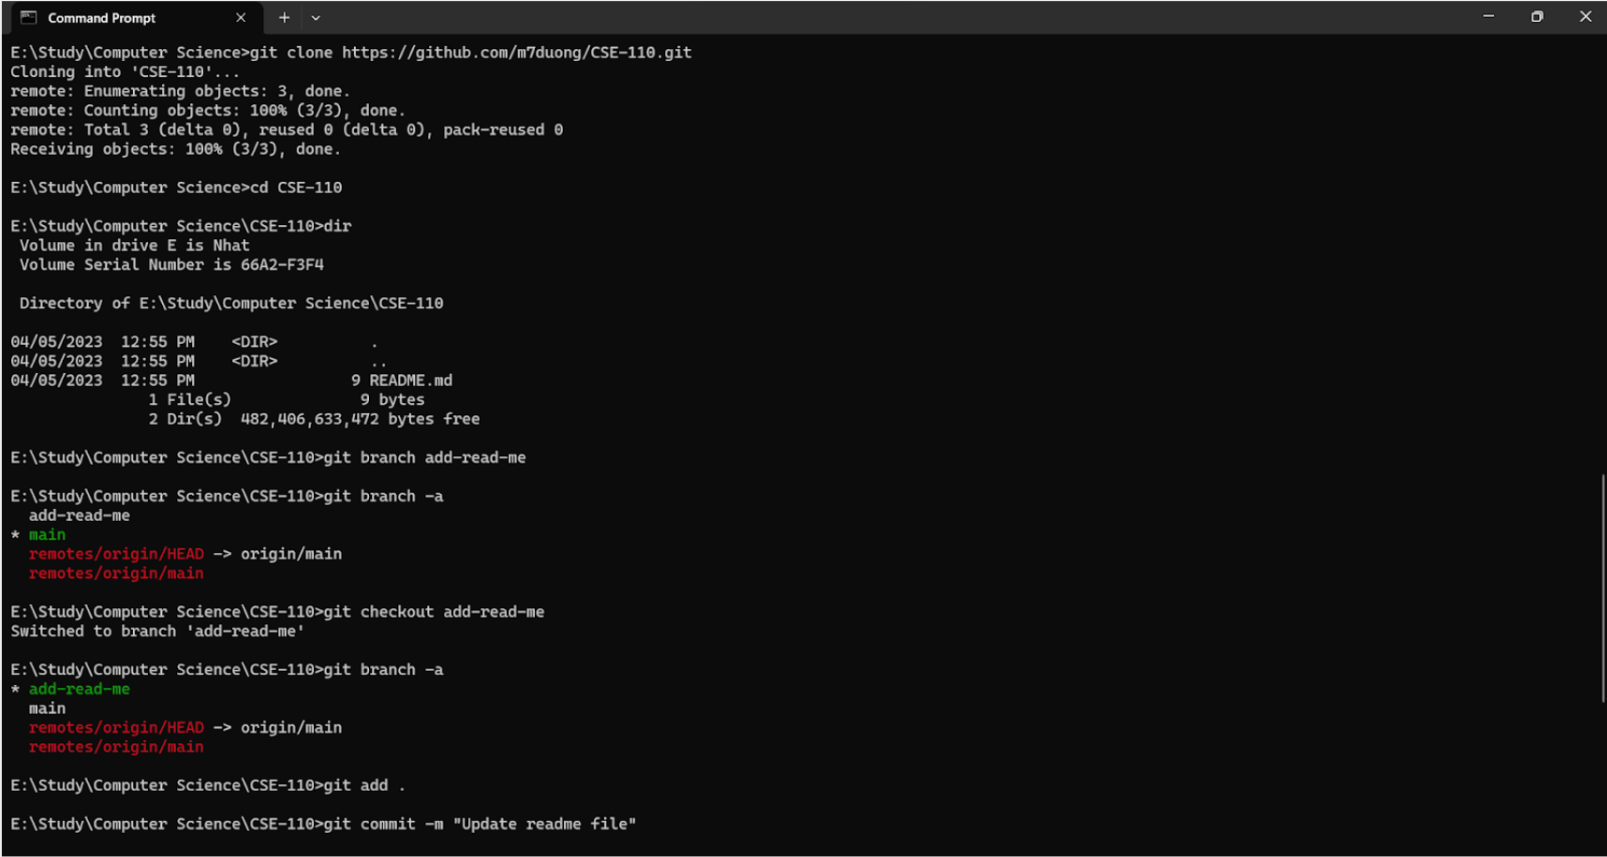 Command Prompt
E:\Study\Computer Science>git clone https://github.com/m7duong/CSE-110.git
Cloning into 'CSE-110'...
remote: Enumerating objects: 3, done.
remote: Counting objects: 100% (3/3), done.
remote: Total 3 (delta 0), reused 0 (delta 0), pack-reused 0
Receiving objects: 100% (3/3), done.
E:\Study\Computer Science>cd CSE-110
E:\Study\Computer Science\CSE-110>dir
Volume in drive E is Nhat
Volume Serial Number is 66A2-F3F4
Directory of E:\Study\Computer Science\CSE-110
04/05/2023  12:55 PM    <DIR>          .
04/05/2023  12:55 PM    <DIR>          ..
04/05/2023  12:55 PM                 9 README.md
1 File(s)              9 bytes
2 Dir(s)  482,406,633,472 bytes free
E:\Study\Computer Science\CSE-110>git branch add-read-me
E:\Study\Computer Science\CSE-110>git branch -a
add-read-me
* main
remotes/origin/HEAD -> origin/main
remotes/origin/main
E:\Study\Computer Science\CSE-110>git checkout add-read-me
Switched to branch 'add-read-me'
E:\Study\Computer Science\CSE-110>git branch -a
* add-read-me
main
remotes/origin/HEAD -> origin/main
remotes/origin/main
E:\Study\Computer Science\CSE-110>git add .
E:\Study\Computer Science\CSE-110>git commit -m "Update readme file"